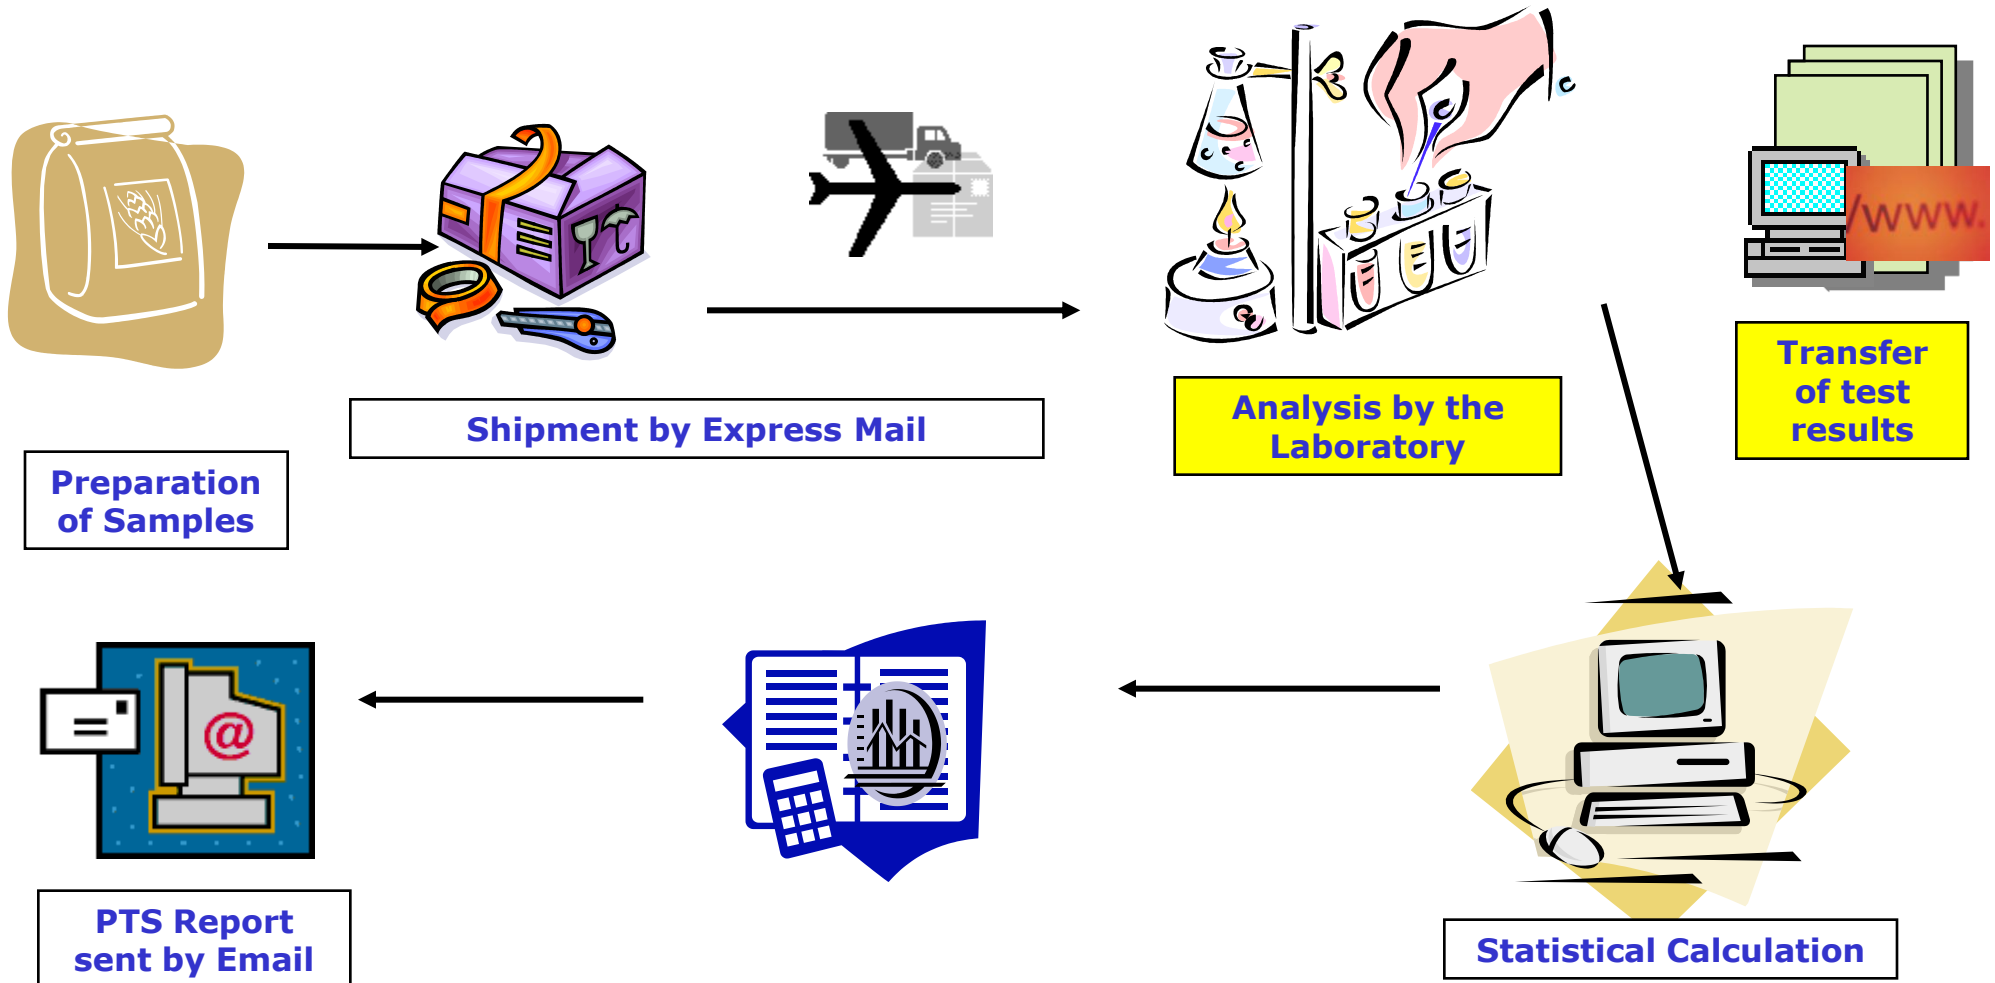 Preparation
of Samples
Shipment by Express Mail
Analysis by the
Laboratory
/www.
Transfer
of test
results
@
PTS Report
sent by Email
Statistical Calculation